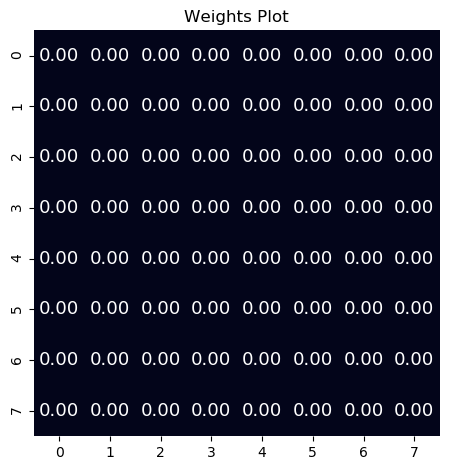 Weights Plot
0 0.00 0.00 0.00 0.00 0.00 0.00 0.00 0.00
1 0.00 0.00 0.00 0.00 0.00 0.00 0.00 0.00
2 0.00 0.00 0.00 0.00 0.00 0.00 0.00 0.00
3 0.00 0.00 0.00 0.00 0.00 0.00 0.00 0.00
4 0.00 0.00 0.00 0.00 0.00 0.00 0.00 0.00
5 0.00 0.00 0.00 0.00 0.00 0.00 0.00 0.00
6 0.00 0.00 0.00 0.00 0.00 0.00 0.00 0.00
7 0.00 0.00 0.00 0.00 0.00 0.00 0.00 0.00
0 1 2 3 4 5 6 7